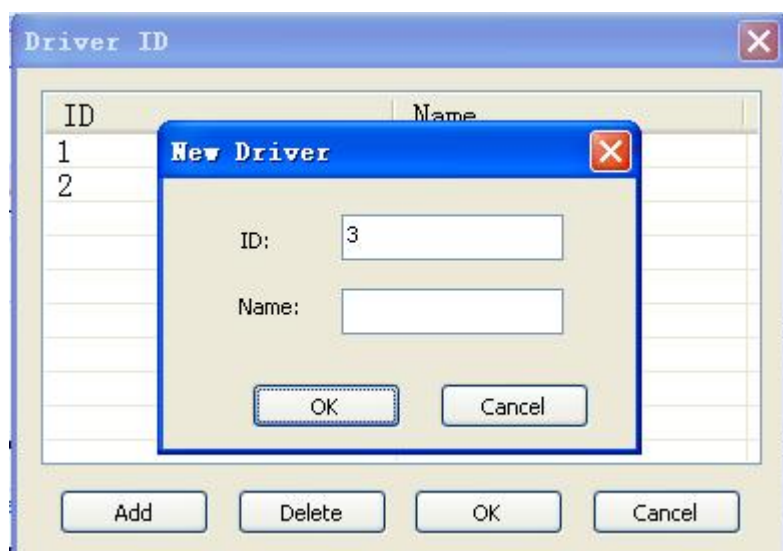 Driver ID
ID Name
1
2
New Driver
ID: 3
Name:
OK Cancel
Add Delete OK Cancel